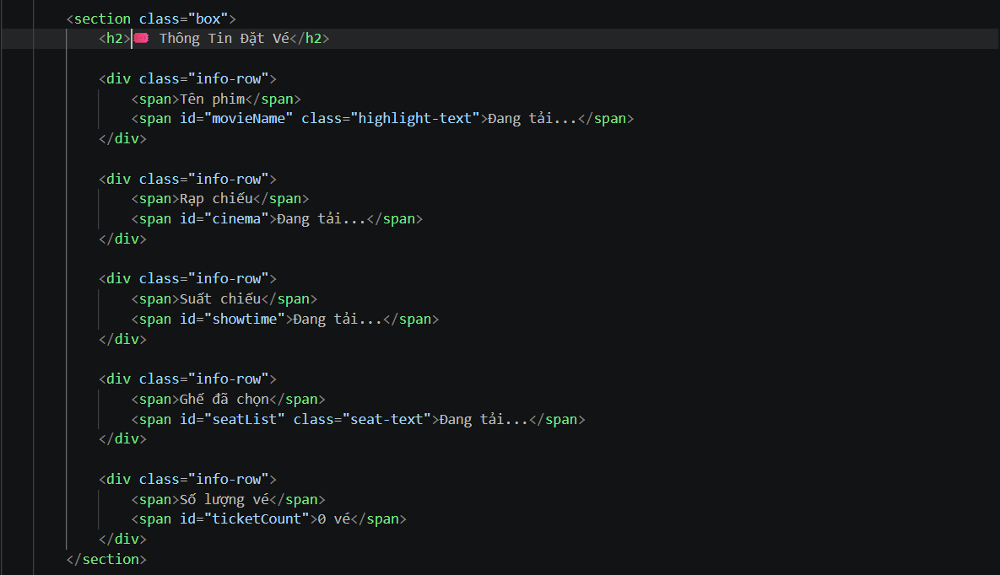 <section class="box">
<h2>🎟️ Thông Tin Đặt Vé</h2>
<div class="info-row">
<span>Tên phim</span>
<span id="movieName" class="highlight-text">Đang tải...</span>
</div>
<div class="info-row">
<span>Rạp chiếu</span>
<span id="cinema">Đang tải...</span>
</div>
<div class="info-row">
<span>Suất chiếu</span>
<span id="showtime">Đang tải...</span>
</div>
<div class="info-row">
<span>Ghế đã chọn</span>
<span id="seatList" class="seat-text">Đang tải...</span>
</div>
<div class="info-row">
<span>Số lượng vé</span>
<span id="ticketCount">0 vé</span>
</div>
</section>